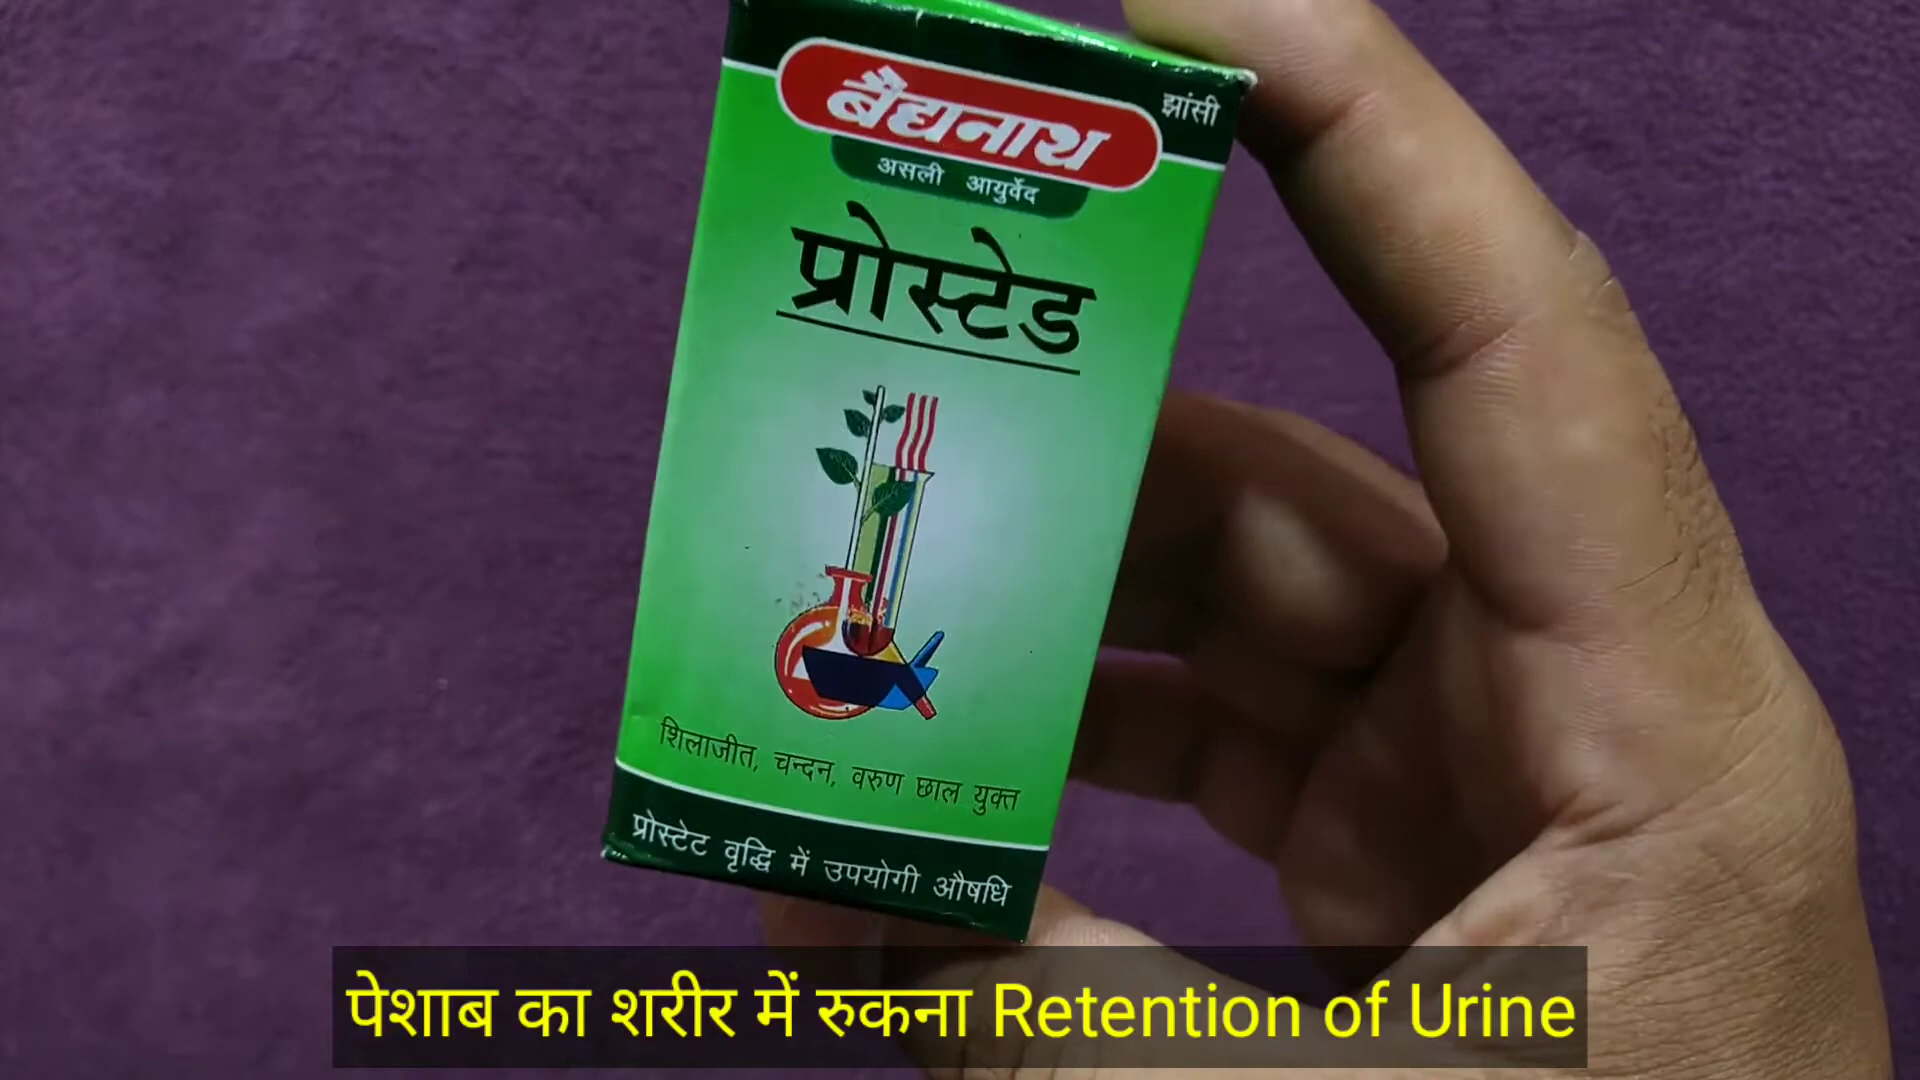 बैद्यनाथ
झांसी
असली आयुर्वेद
प्रोस्टेड
शिलाजीत, चन्दन, वरुण छाल युक्त
प्रोस्टेट वृद्धि में उपयोगी औषधि
पेशाब का शरीर में रुकना Retention of Urine